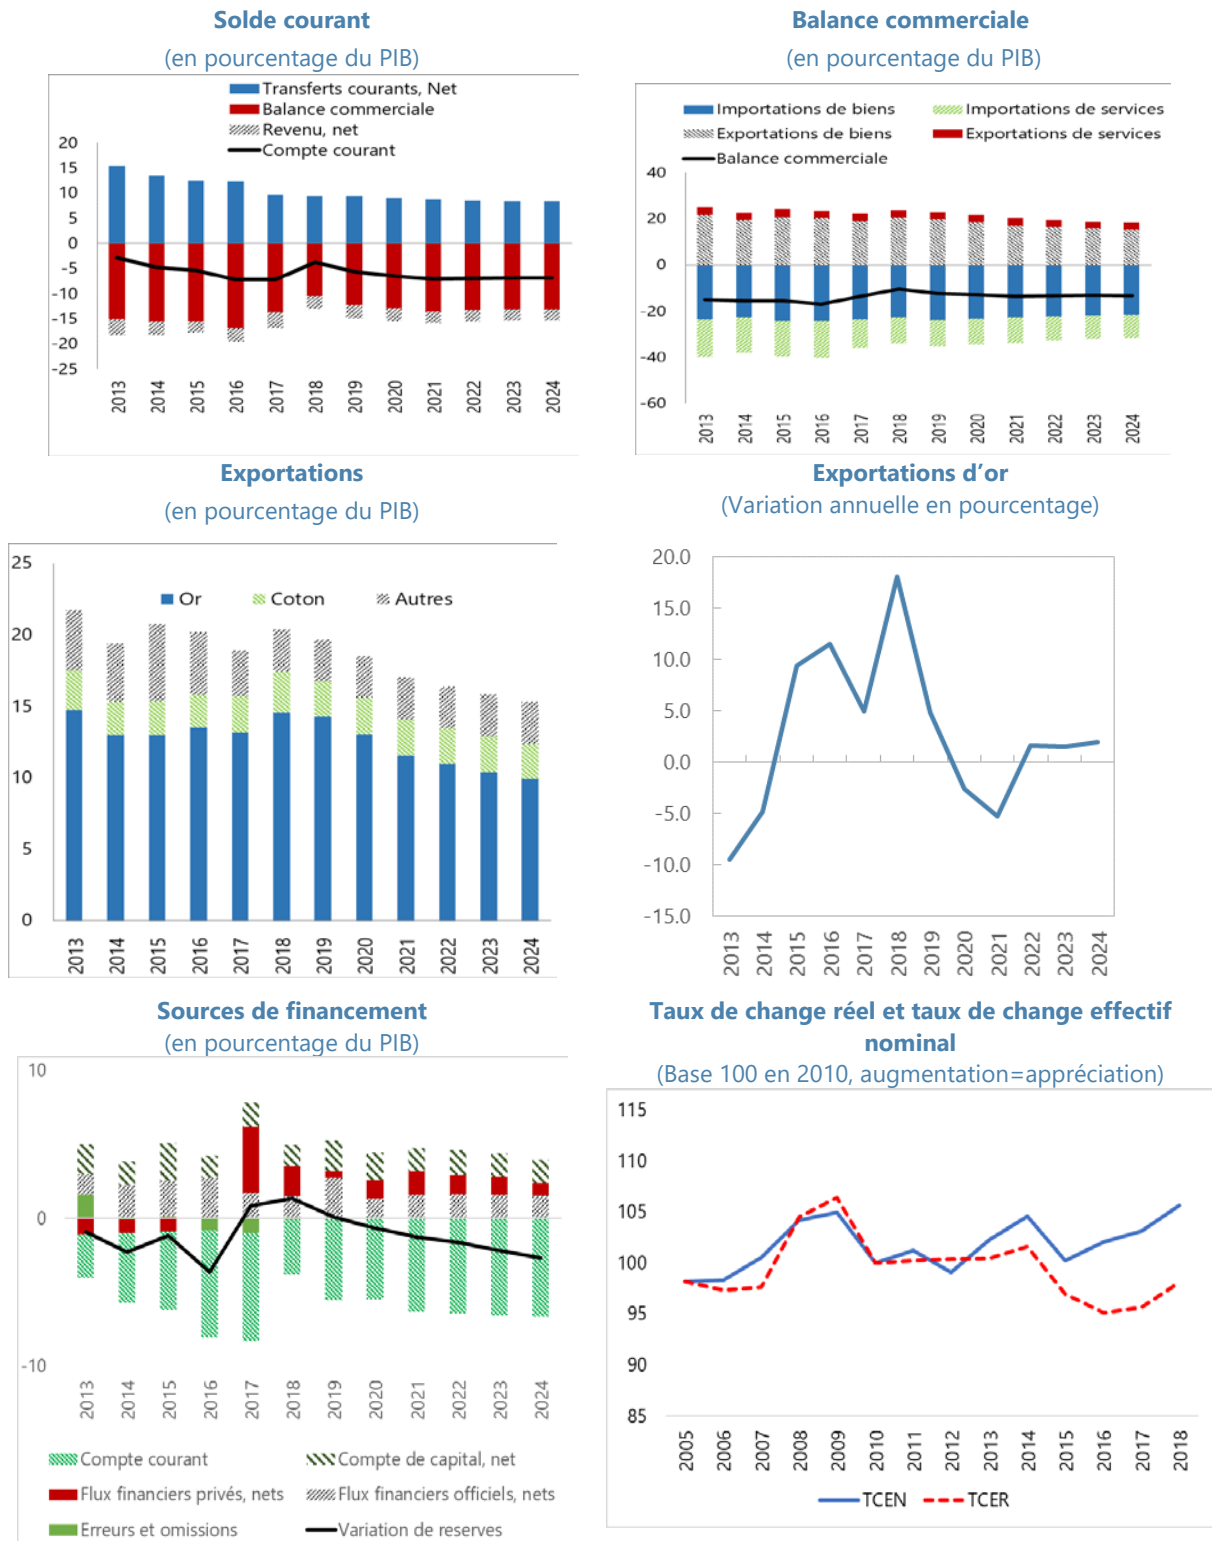 Solde courant
(en pourcentage du PIB)
Transferts courants, Net
Balance commerciale
Revenu, net
Compte courant
20
15
10
5
0
-5
-10
-15
-20
-25
2013 2014 2015 2016 2017 2018 2019 2020 2021 2022 2023 2024
Balance commerciale
(en pourcentage du PIB)
Importations de biens Importations de services
Exportations de biens Exportations de services
Balance commerciale
40
20
0
-20
-40
-60
2013 2014 2015 2016 2017 2018 2019 2020 2021 2022 2023 2024
Exportations
(en pourcentage du PIB)
Or Coton Autres
25
20
15
10
5
0
2013 2014 2015 2016 2017 2018 2019 2020 2021 2022 2023 2024
Exportations d’or
(Variation annuelle en pourcentage)
20.0
15.0
10.0
5.0
0.0
-5.0
-10.0
-15.0
2013 2014 2015 2016 2017 2018 2019 2020 2021 2022 2023 2024
Sources de financement
(en pourcentage du PIB)
10
0
-10
2013 2014 2015 2016 2017 2018 2019 2020 2021 2022 2023 2024
Compte courant Compte de capital, net
Flux financiers privés, nets Flux financiers officiels, nets
Erreurs et omissions Variation de reserves
Taux de change réel et taux de change effectif
nominal
(Base 100 en 2010, augmentation=appréciation)
115
110
105
100
95
90
85
2005 2006 2007 2008 2009 2010 2011 2012 2013 2014 2015 2016 2017 2018
TCEN TCER